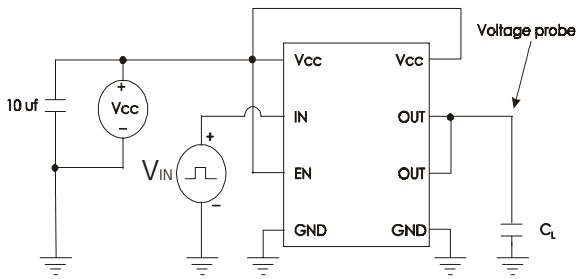 Voltage probe
Vcc
Vcc
10 uf
+
Vcc
–
IN
OUT
+
VIN
–
EN
OUT
GND
GND
CL